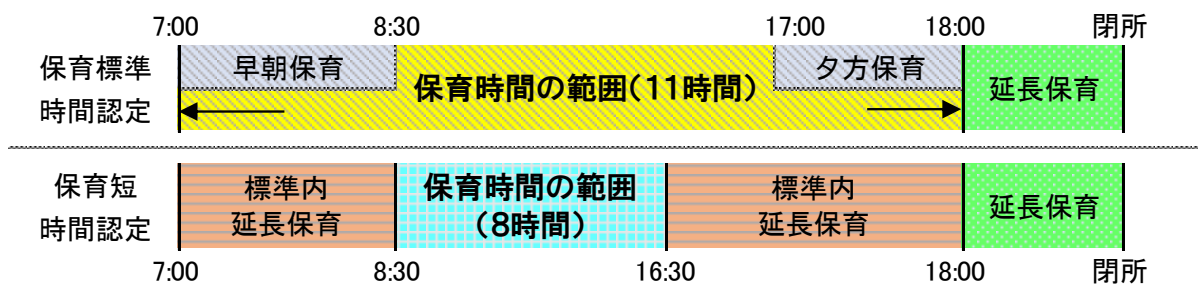 7:00 8:30 17:00 18:00 閉所
保育標準
時間認定
早朝保育
保育時間の範囲(11時間)
夕方保育
延長保育
保育短
時間認定
標準内
延長保育
保育時間の範囲
(8時間)
標準内
延長保育
延長保育
7:00 8:30 16:30 18:00 閉所